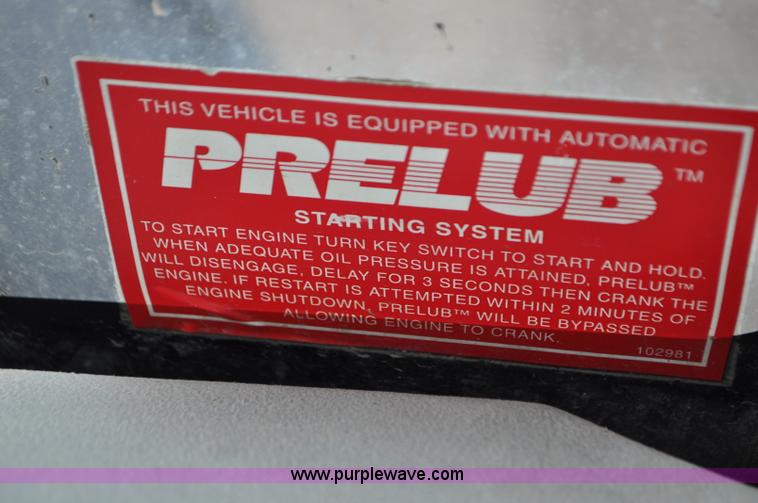 THIS VEHICLE IS EQUIPPED WITH AUTOMATIC
PRELUB™
STARTING SYSTEM
TO START ENGINE TURN KEY SWITCH TO START AND HOLD.
WHEN ADEQUATE OIL PRESSURE IS ATTAINED, PRELUB™
WILL DISENGAGE, DELAY FOR 3 SECONDS THEN CRANK THE
ENGINE. IF RESTART IS ATTEMPTED WITHIN 2 MINUTES OF
ENGINE SHUTDOWN, PRELUB™ WILL BE BYPASSED
ALLOWING ENGINE TO CRANK.
102981
www.purplewave.com